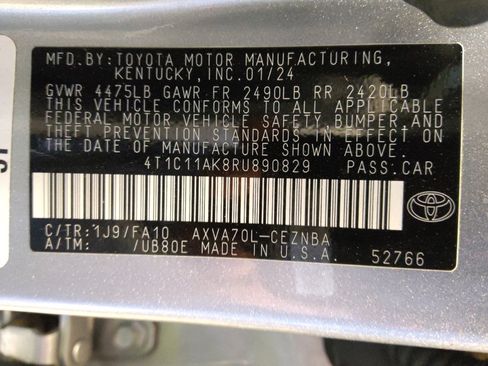 MFD.BY:TOYOTA MOTOR MANUFACTURING,
KENTUCKY,INC.01/24
GVWR 4475LB GAWR FR 2490LB RR 2420LB
THIS VEHICLE CONFORMS TO ALL APPLICABLE
FEDERAL MOTOR VEHICLE SAFETY,BUMPER,AND
THEFT PREVENTION STANDARDS IN EFFECT ON
THE DATE OF MANUFACTURE SHOWN ABOVE.
4T1C11AK8RU890829 PASS.CAR
C/TR:1J9/FA10 AXVA70L-CEZNBA
A/TM: /UB80E MADE IN U.S.A. 52766
TOYOTA